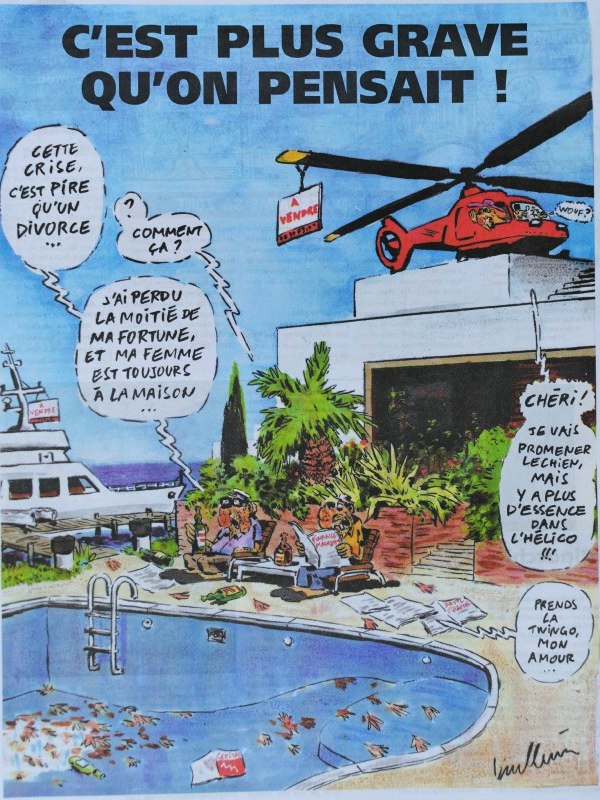 C'EST PLUS GRAVE
QU'ON PENSAIT !
CETTE
CRISE,
C'EST PIRE
QU'UN
DIVORCE
...
?
COMMENT
ÇA ?
J'AI PERDU
LA MOITIÉ DE
MA FORTUNE,
ET MA FEMME
EST TOUJOURS
À LA MAISON
...
A
VENDRE
WOUF?
A
VENDRE
CHÉRI !
JE VAIS
PROMENER
LE CHIEN,
MAIS
Y A PLUS
D'ESSENCE
DANS
L'HÉLICO
!!!
PRENDS
LA
TWINGO,
MON
AMOUR
...